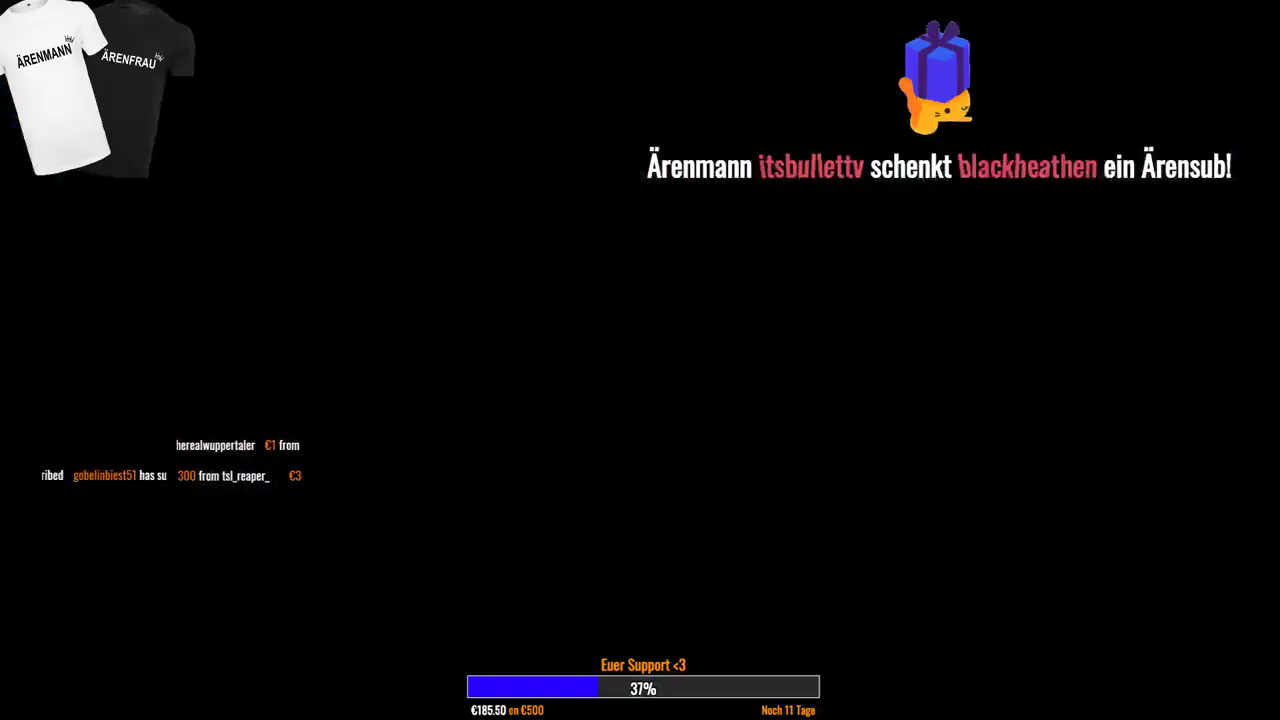 ÄRENMANN
ÄRENFRAU
Ärenmann itsbullettv schenkt blackheathen ein Ärensub!
herealwuppertaler €1 from
ribed gobelinbiest51 has su
300 from tsl_reaper_ €3
Euer Support <3
37%
€185.50 on €500
Noch 11 Tage